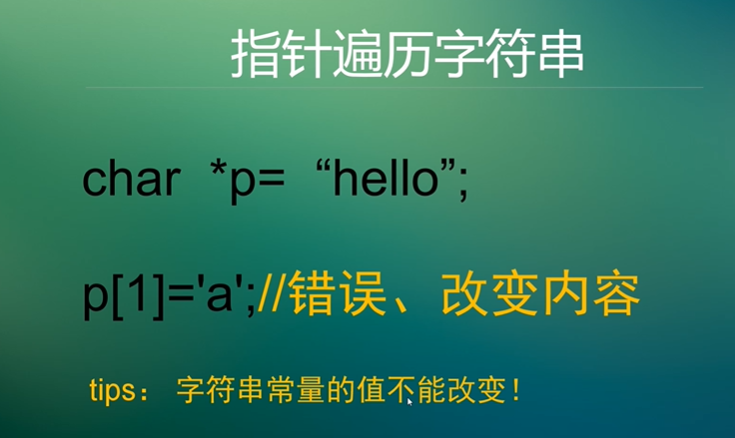 指针遍历字符串
char *p= “hello”;
p[1]='a';//错误、改变内容
tips： 字符串常量的值不能改变！